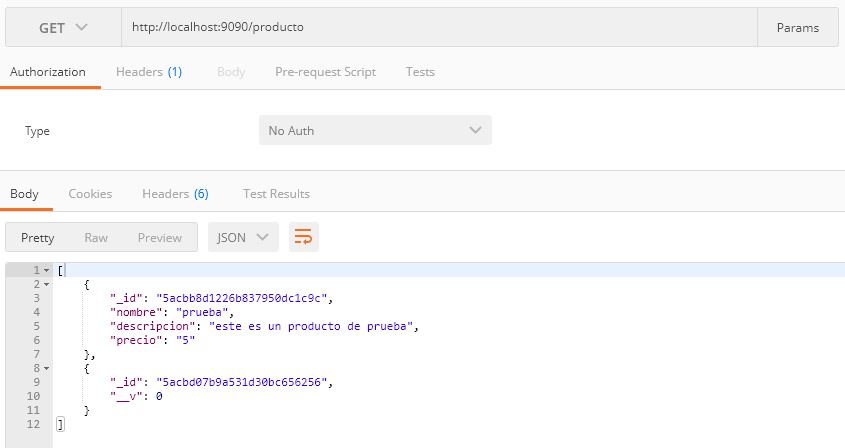 GET http://localhost:9090/producto Params
Authorization Headers (1) Body Pre-request Script Tests
Type No Auth
Body Cookies Headers (6) Test Results
Pretty Raw Preview JSON
1 [
2 {
3 "_id": "5acbb8d1226b837950dc1c9c",
4 "nombre": "prueba",
5 "descripcion": "este es un producto de prueba",
6 "precio": "5"
7 },
8 {
9 "_id": "5acbd07b9a531d30bc656256",
10 "__v": 0
11 }
12 ]